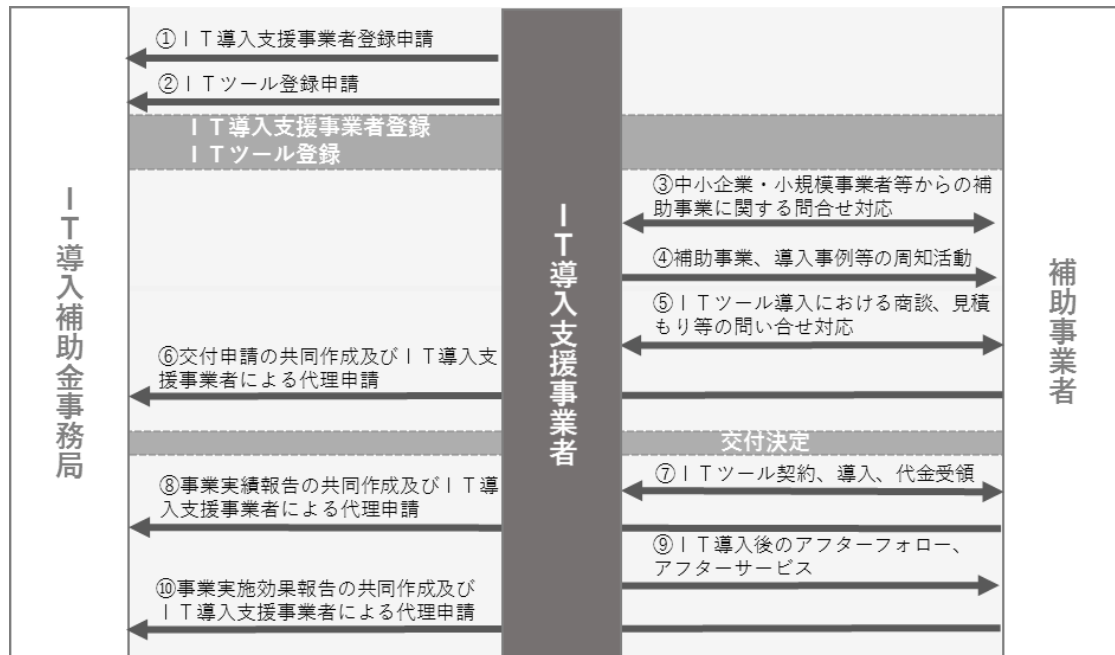 ①ＩＴ導入支援事業者登録申請
②ＩＴツール登録申請
ＩＴ導入支援事業者登録
ＩＴツール登録
ＩＴ導入補助金事務局
ＩＴ導入支援事業者
補助事業者
③中小企業・小規模事業者等からの補
助事業に関する問合せ対応
④補助事業、導入事例等の周知活動
⑤ＩＴツール導入における商談、見積
もり等の問い合せ対応
⑥交付申請の共同作成及びＩＴ導入支
援事業者による代理申請
交付決定
⑦ＩＴツール契約、導入、代金受領
⑧事業実績報告の共同作成及びＩＴ導
入支援事業者による代理申請
⑨ＩＴ導入後のアフターフォロー、
アフターサービス
⑩事業実施効果報告の共同作成及び
ＩＴ導入支援事業者による代理申請